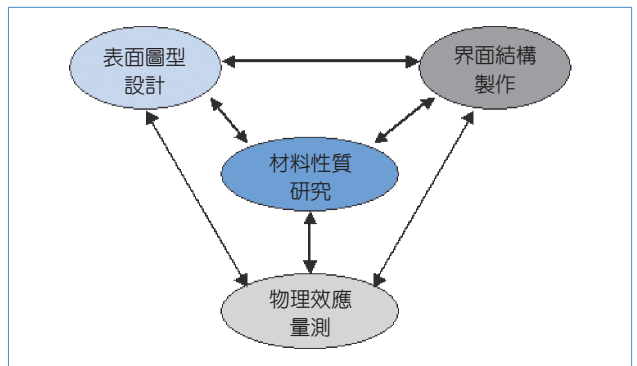 表面圖型
設計
界面結構
製作
材料性質
研究
物理效應
量測